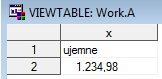 VIEWTABLE: Work.A
x
1 ujemne
2 1.234,98